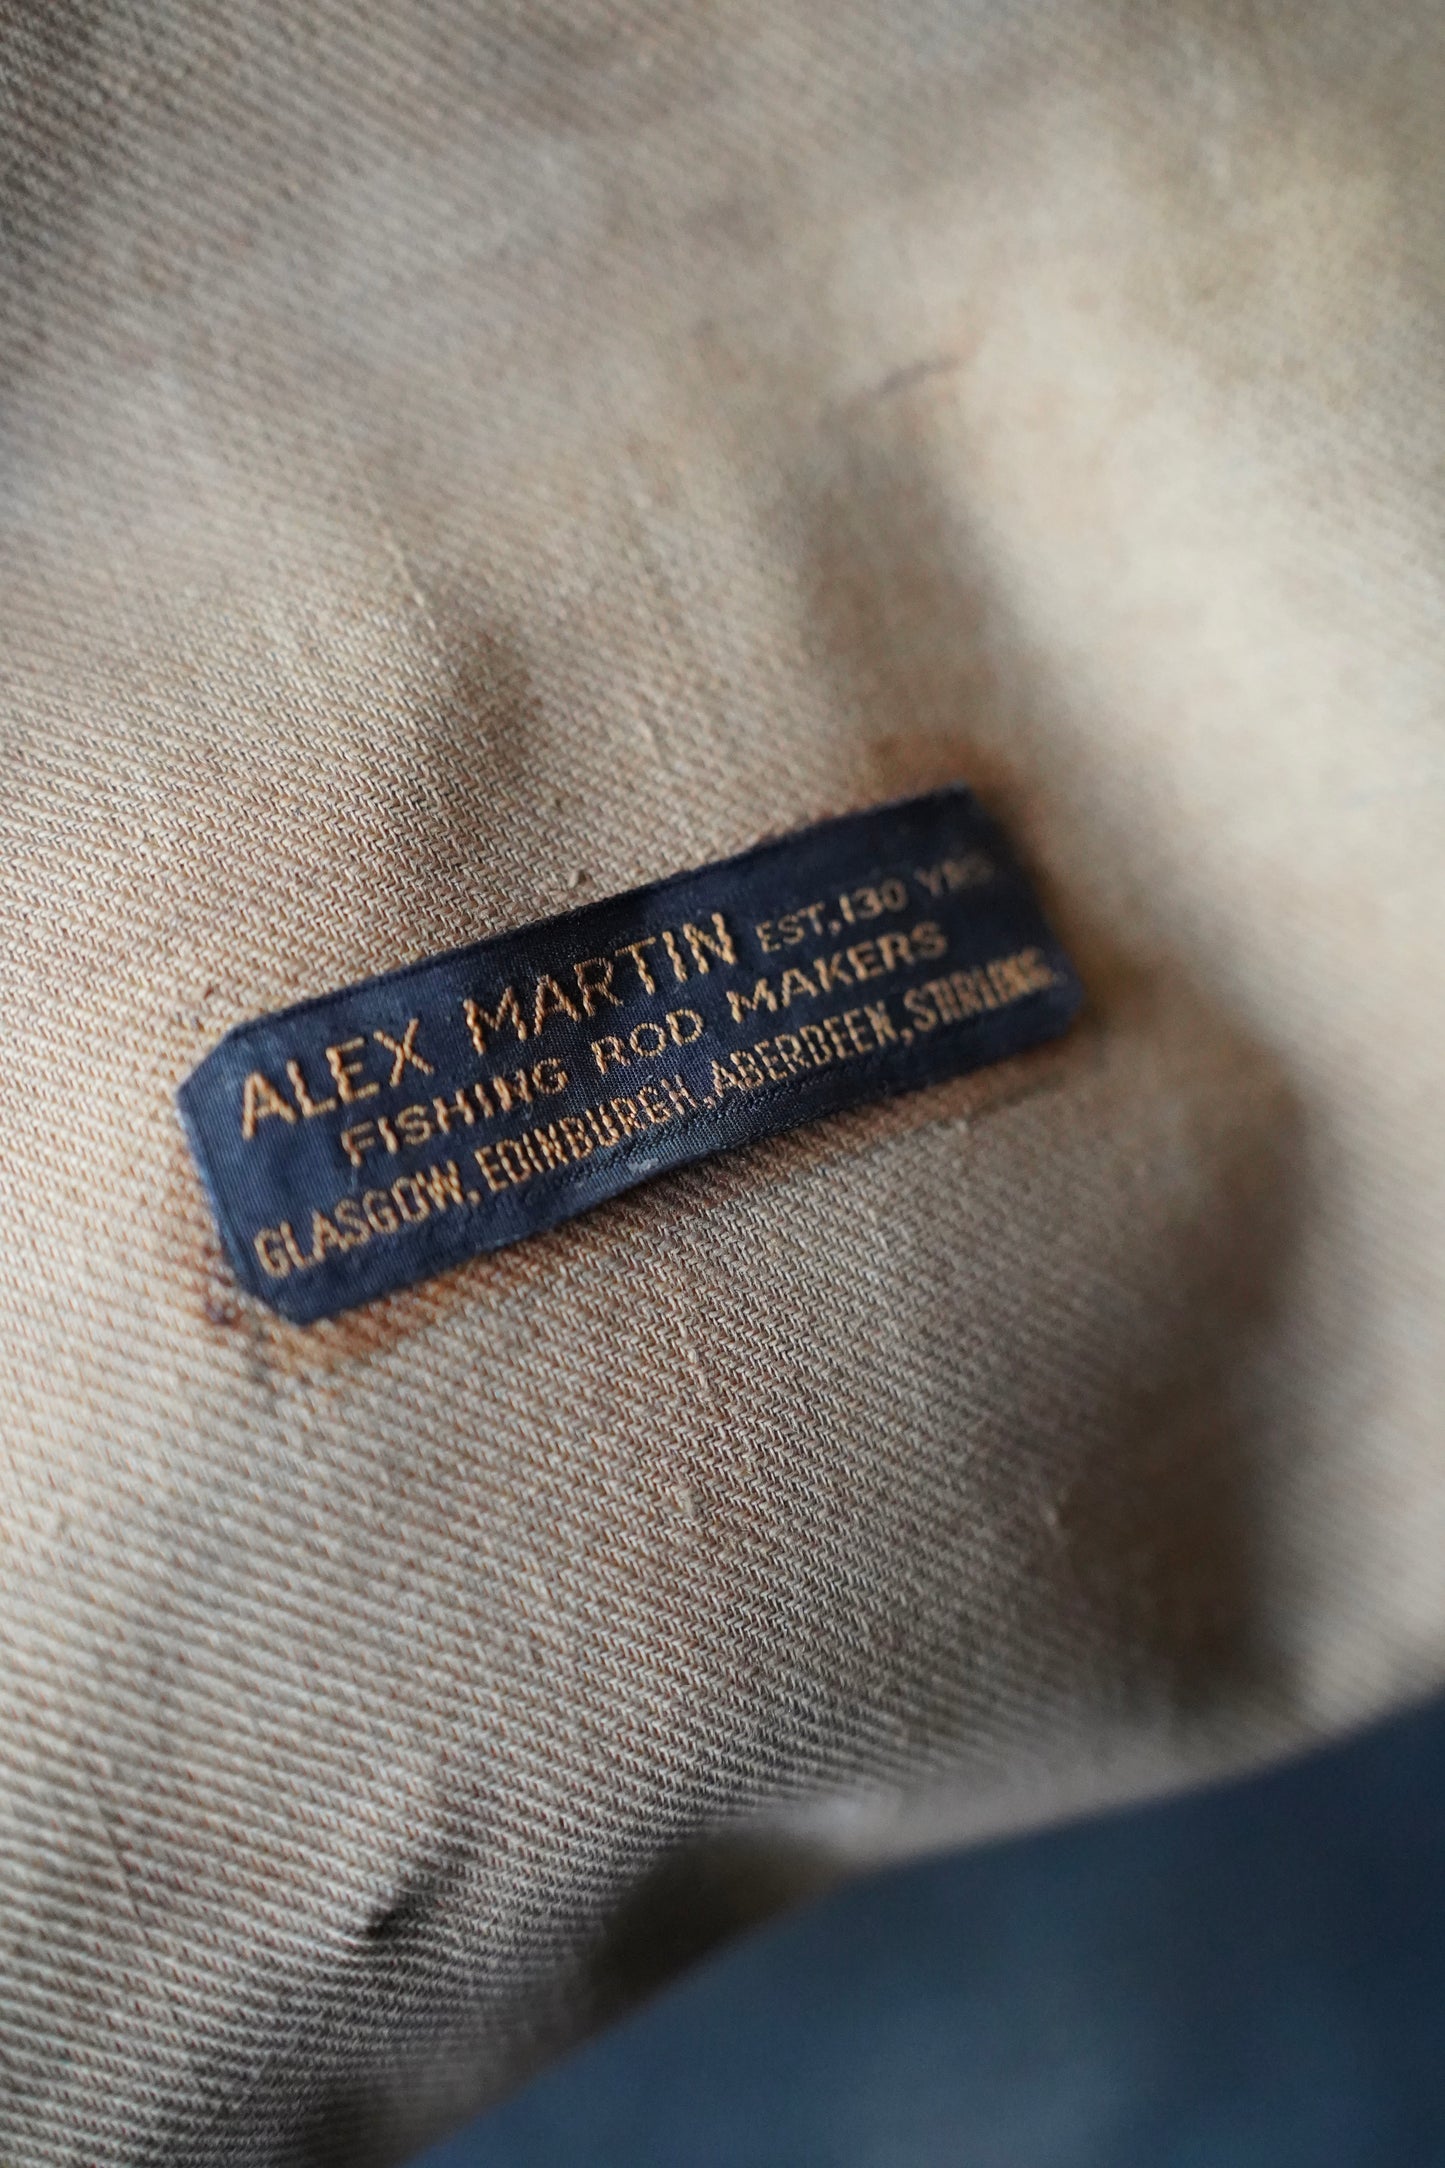 ALEX MARTIN EST, 130 YRS.
FISHING ROD MAKERS
GLASGOW, EDINBURGH, ABERDEEN, STIRLING.